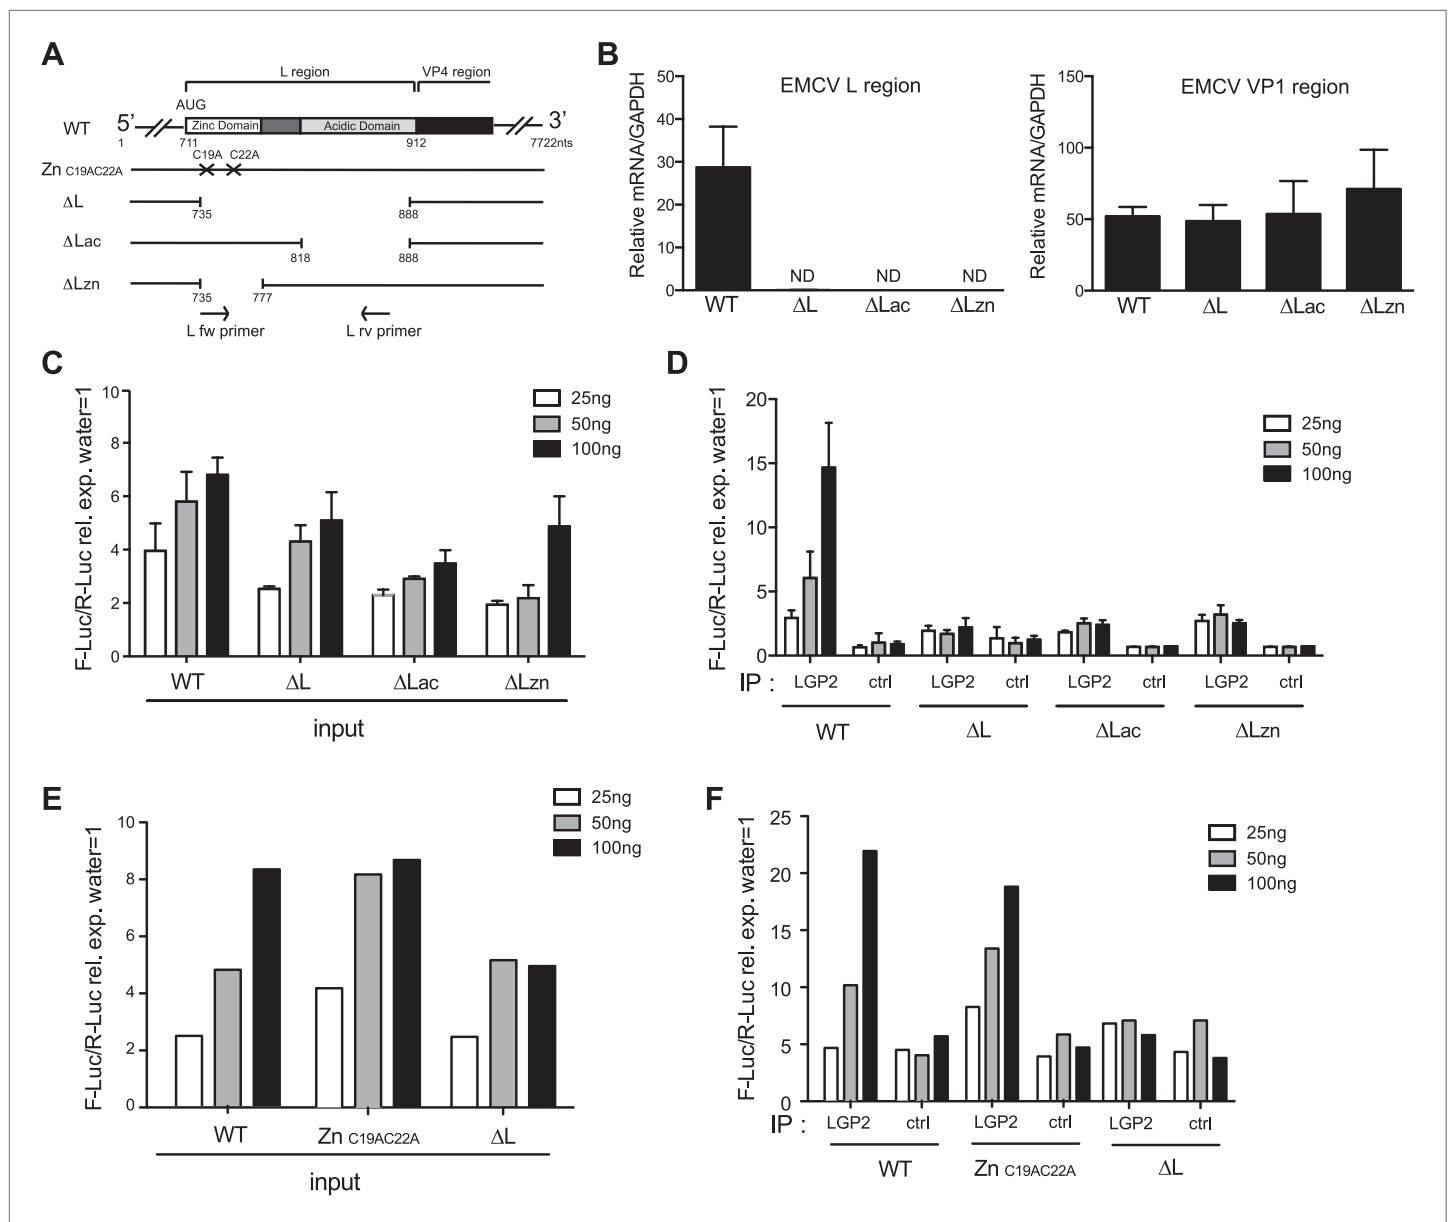 A
L region
VP4 region
AUG
WT
5’
Zinc Domain
Acidic Domain
3’
1
711
912
7722nts
C19A
C22A
Zn C19AC22A
ΔL
735
888
ΔLac
818
888
ΔLzn
735
777
L fw primer
L rv primer
B
EMCV L region
Relative mRNA/GAPDH
50
40
30
20
10
0
ND
ND
ND
WT
ΔL
ΔLac
ΔLzn
EMCV VP1 region
Relative mRNA/GAPDH
150
100
50
0
WT
ΔL
ΔLac
ΔLzn
C
F-Luc/R-Luc rel. exp. water=1
10
8
6
4
2
0
25ng
50ng
100ng
WT
ΔL
ΔLac
ΔLzn
input
D
F-Luc/R-Luc rel. exp. water=1
20
15
10
5
0
25ng
50ng
100ng
IP :
LGP2
ctrl
LGP2
ctrl
LGP2
ctrl
LGP2
ctrl
WT
ΔL
ΔLac
ΔLzn
E
F-Luc/R-Luc rel. exp. water=1
10
8
6
4
2
0
25ng
50ng
100ng
WT
Zn C19AC22A
ΔL
input
F
F-Luc/R-Luc rel. exp. water=1
25
20
15
10
5
0
25ng
50ng
100ng
IP :
LGP2
ctrl
LGP2
ctrl
LGP2
ctrl
WT
Zn C19AC22A
ΔL